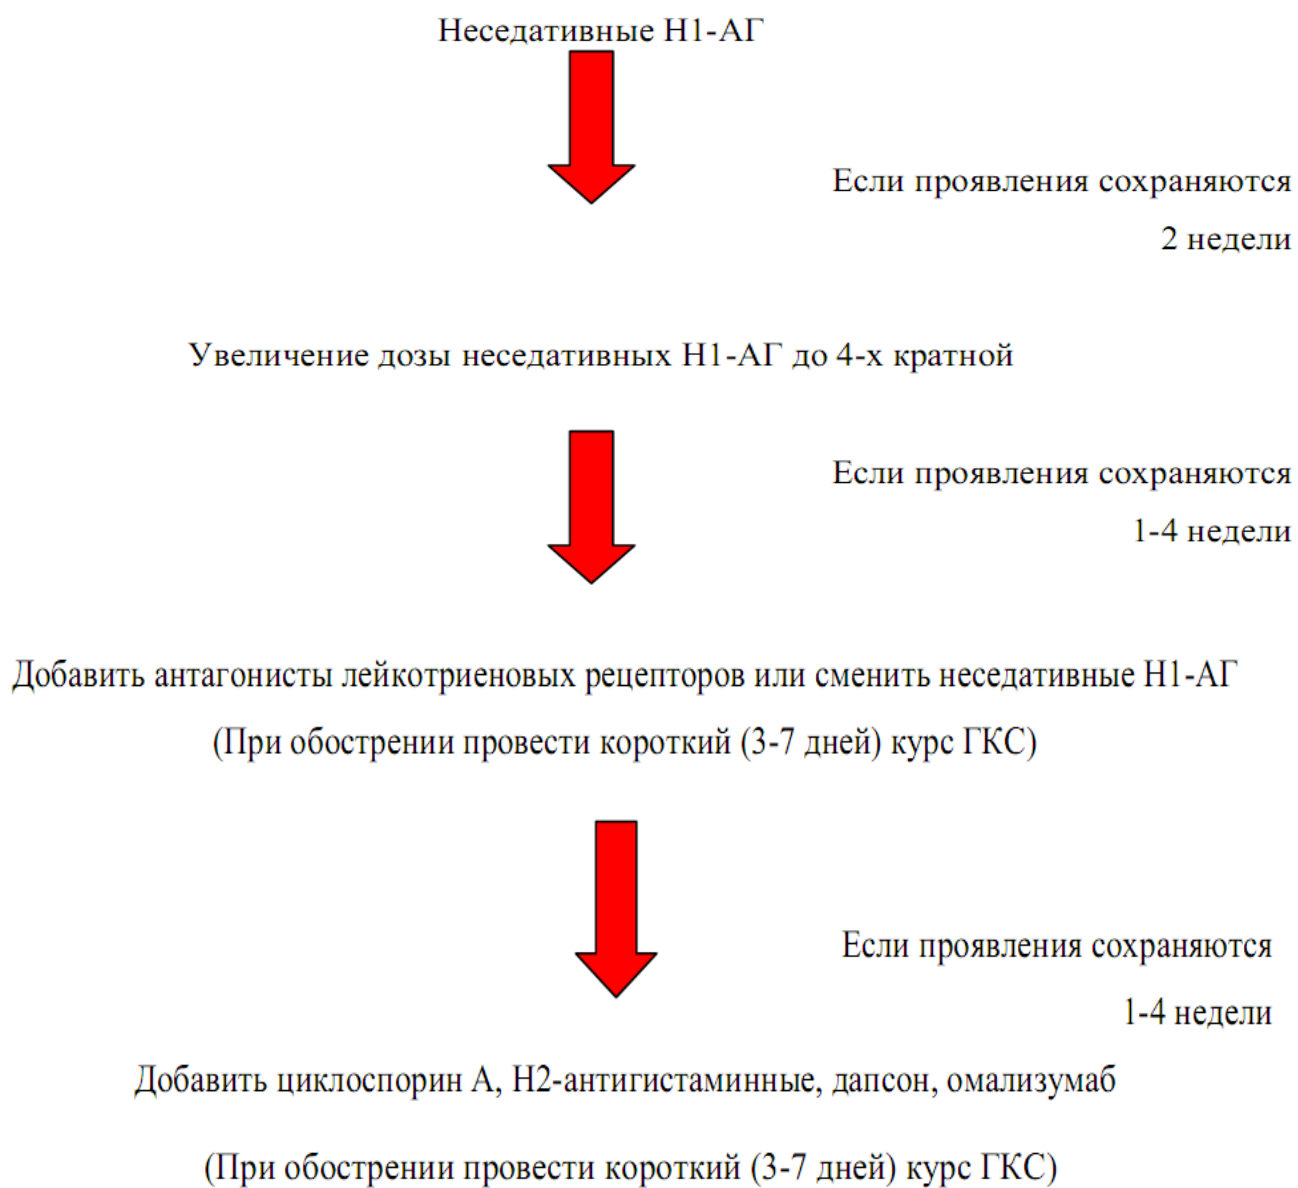 Неседативные Н1-АГ
Если проявления сохраняются
2 недели
Увеличение дозы неседативных Н1-АГ до 4-х кратной
Если проявления сохраняются
1-4 недели
Добавить антагонисты лейкотриеновых рецепторов или сменить неседативные Н1-АГ
(При обострении провести короткий (3-7 дней) курс ГКС)
Если проявления сохраняются
1-4 недели
Добавить циклоспорин А, Н2-антигистаминные, дапсон, омализумаб
(При обострении провести короткий (3-7 дней) курс ГКС)